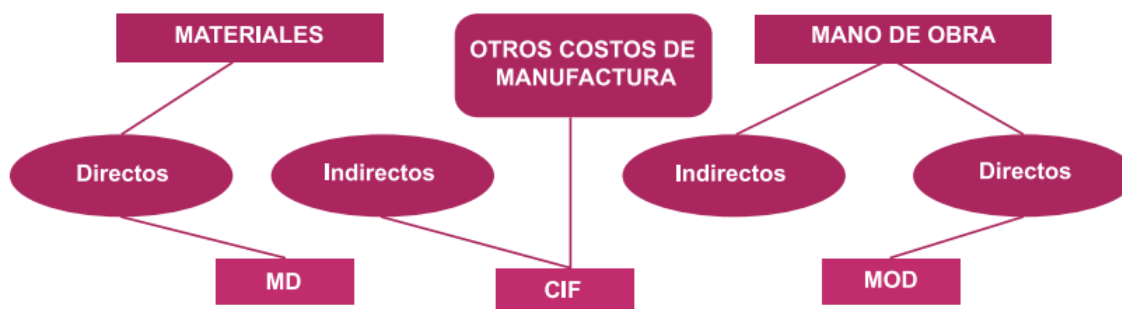 MATERIALES
OTROS COSTOS DE
MANUFACTURA
MANO DE OBRA
Directos
Indirectos
Indirectos
Directos
MD
CIF
MOD